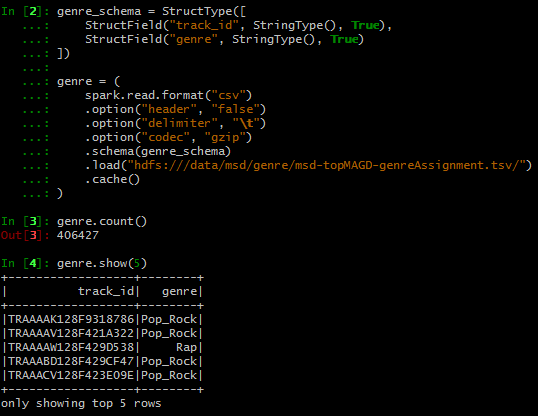 In [2]: genre_schema = StructType([
   ...:     StructField("track_id", StringType(), True),
   ...:     StructField("genre", StringType(), True)
   ...: ])
   ...:
   ...: genre = (
   ...:     spark.read.format("csv")
   ...:     .option("header", "false")
   ...:     .option("delimiter", "\t")
   ...:     .option("codec", "gzip")
   ...:     .schema(genre_schema)
   ...:     .load("hdfs:///data/msd/genre/msd-topMAGD-genreAssignment.tsv/")
   ...:     .cache()
   ...: )

In [3]: genre.count()
Out[3]: 406427

In [4]: genre.show(5)
+------------------+--------+
|          track_id|   genre|
+------------------+--------+
|TRAAAAK128F9318786|Pop_Rock|
|TRAAAAV128F421A322|Pop_Rock|
|TRAAAAW128F429D538|     Rap|
|TRAAABD128F429CF47|Pop_Rock|
|TRAAACV128F423E09E|Pop_Rock|
+------------------+--------+
only showing top 5 rows